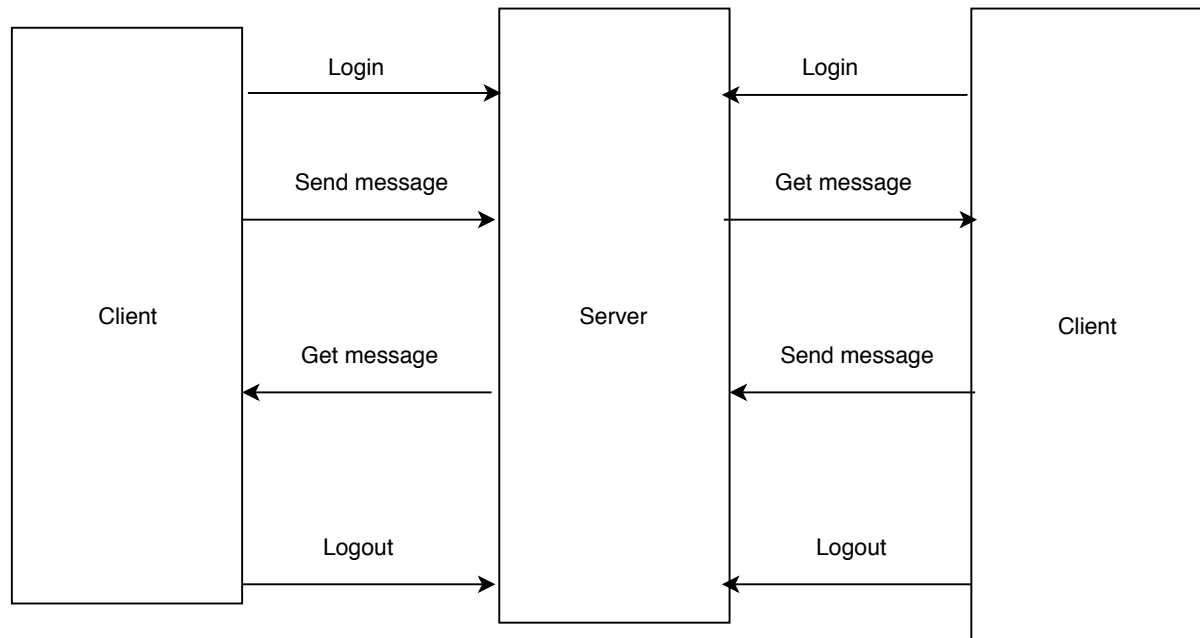 Login
Login
Send message
Get message
Client
Server
Client
Get message
Send message
Logout
Logout